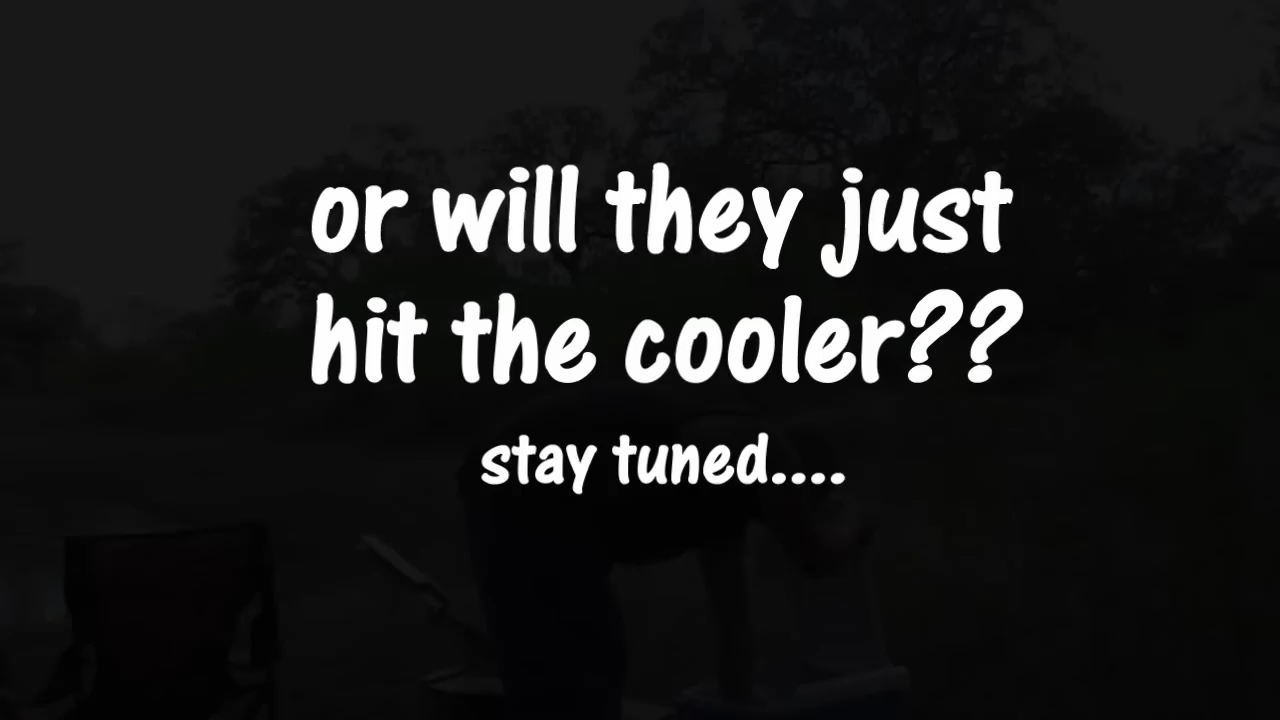 or will they just
hit the cooler??
stay tuned....